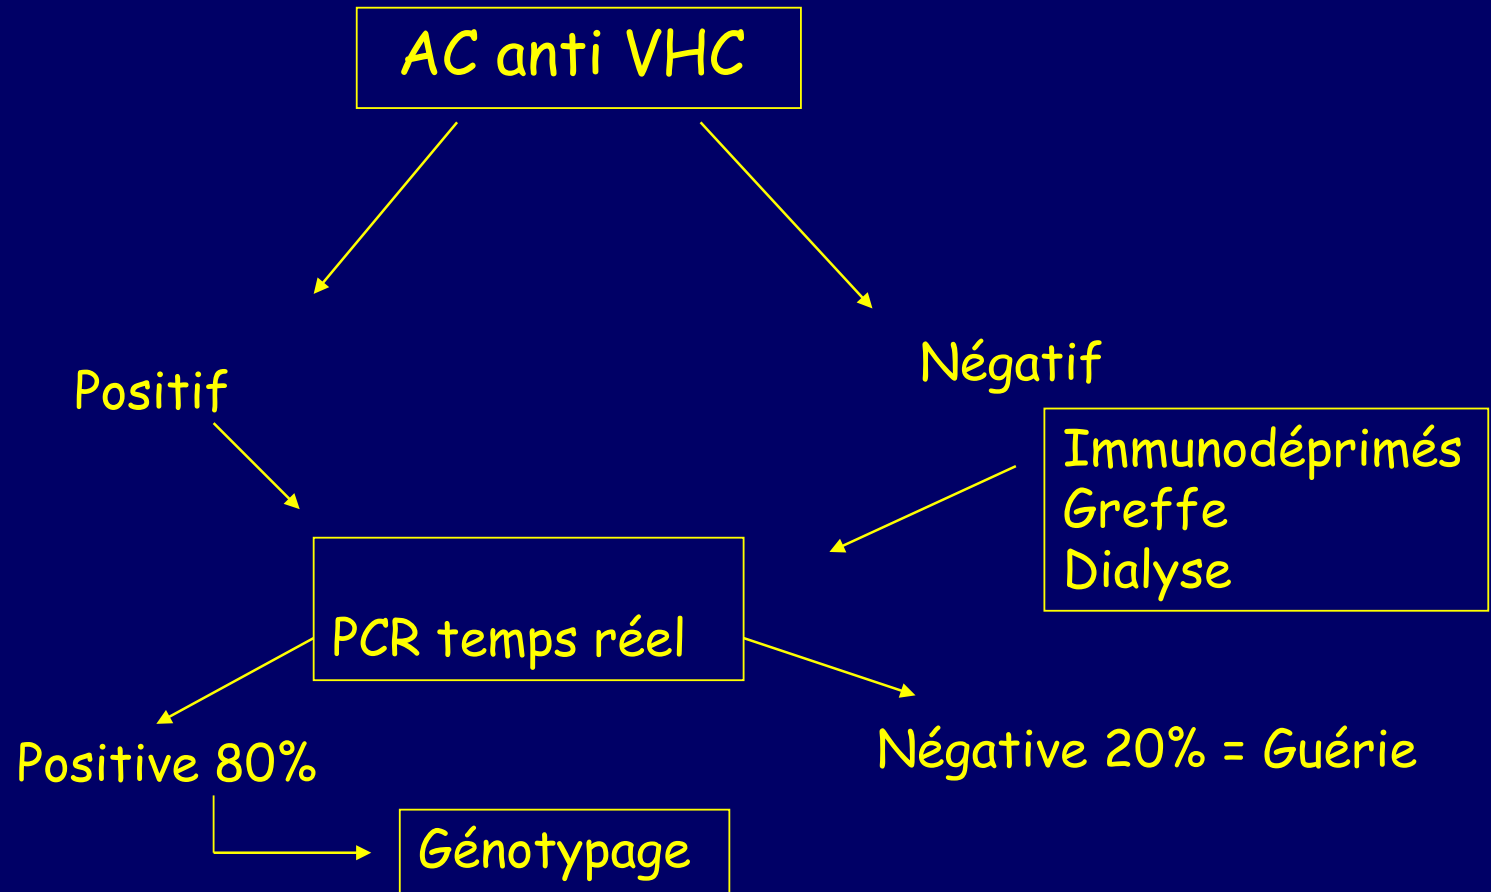 AC anti VHC
Positif
Négatif
Immunodéprimés
Greffe
Dialyse
PCR temps réel
Positive 80%
Négative 20% = Guérie
Génotypage